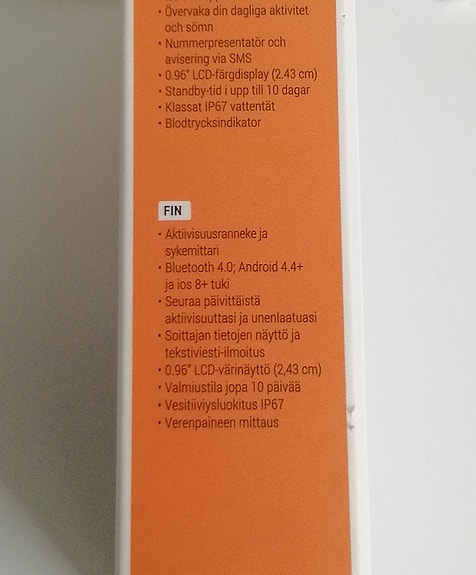 • Övervaka din dagliga aktivitet
och sömn
• Nummerpresentatör och
avisering via SMS
• 0.96” LCD-färgdisplay (2.43 cm)
• Standby-tid i upp till 10 dagar
• Klassat IP67 vattentät
• Blodtrycksindikator
FIN
• Aktiivisuusranneke ja
sykemittari
• Bluetooth 4.0; Android 4.4+
ja ios 8+ tuki
• Seuraa päivittäistä
aktiivisuuttasi ja unenlaatuasi
• Soittajan tietojen näyttö ja
tekstiviesti-ilmoitus
• 0.96” LCD-värinäyttö (2,43 cm)
• Valmiustila jopa 10 päivää
• Vesitiiviysluokitus IP67
• Verenpaineen mittaus